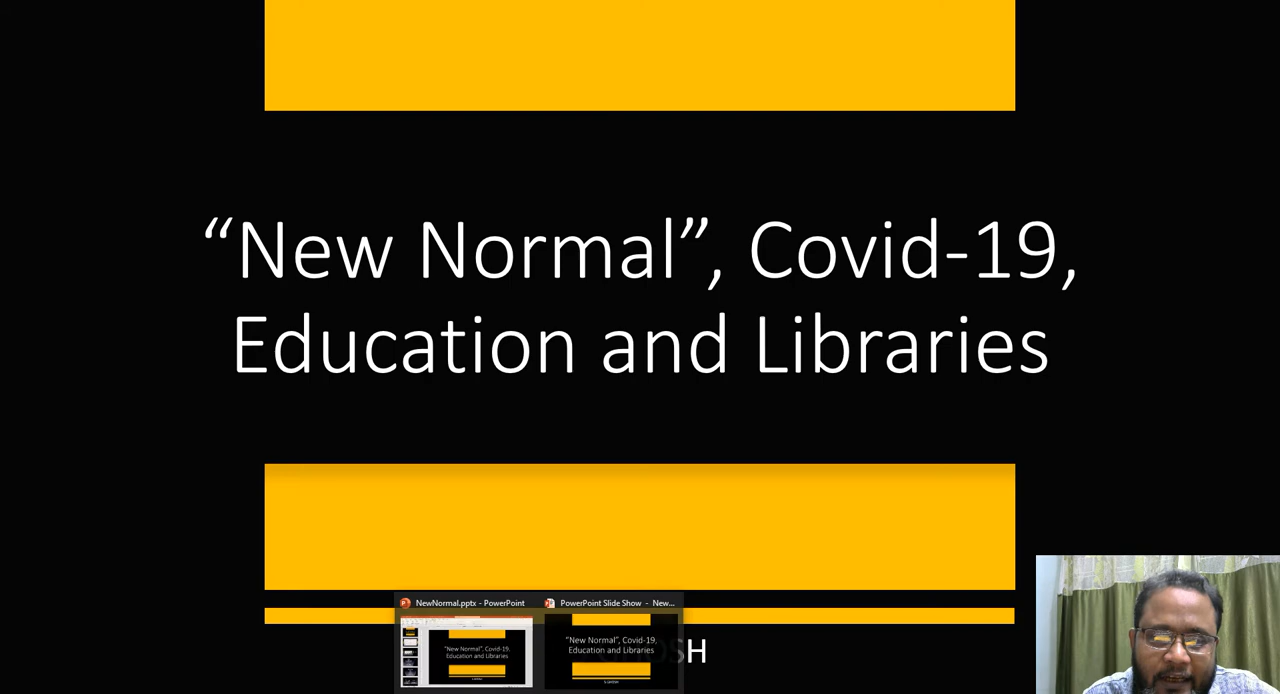 “New Normal”, Covid-19,
Education and Libraries
NewNormal.pptx - PowerPoint
PowerPoint Slide Show - New...
"New Normal", Covid-19,
Education and Libraries
"New Normal", Covid-19,
Education and Libraries